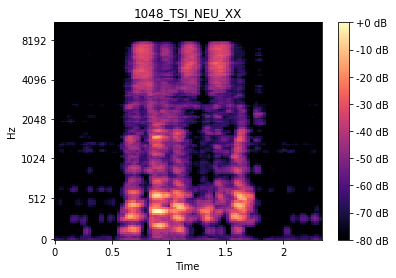 1048_TSI_NEU_XX
Hz
8192
4096
2048
1024
512
0
0
0.5
1
1.5
2
Time
+0 dB
-10 dB
-20 dB
-30 dB
-40 dB
-50 dB
-60 dB
-70 dB
-80 dB